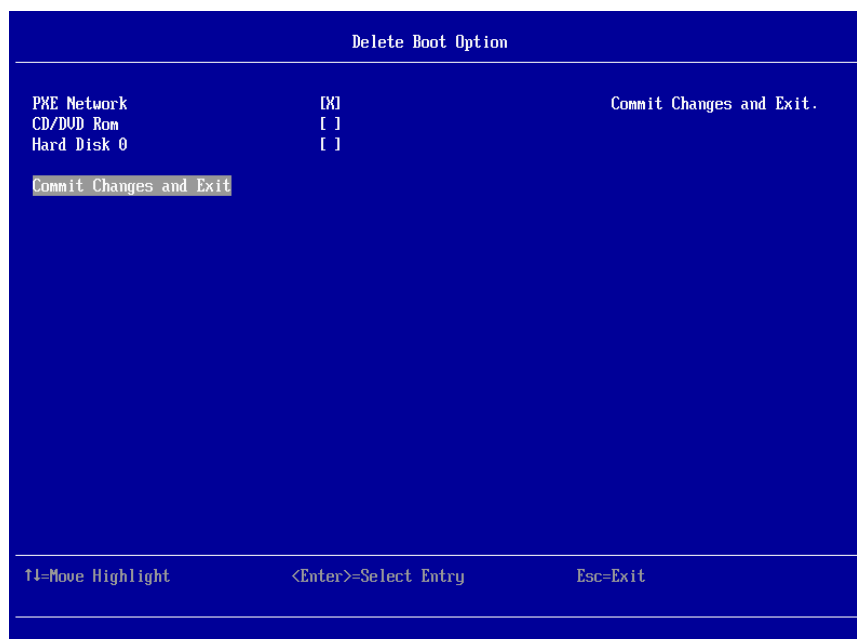 Delete Boot Option
PXE Network [X] Commit Changes and Exit.
CD/DVD Rom [ ]
Hard Disk 0 [ ]
Commit Changes and Exit
↑↓=Move Highlight <Enter>=Select Entry Esc=Exit